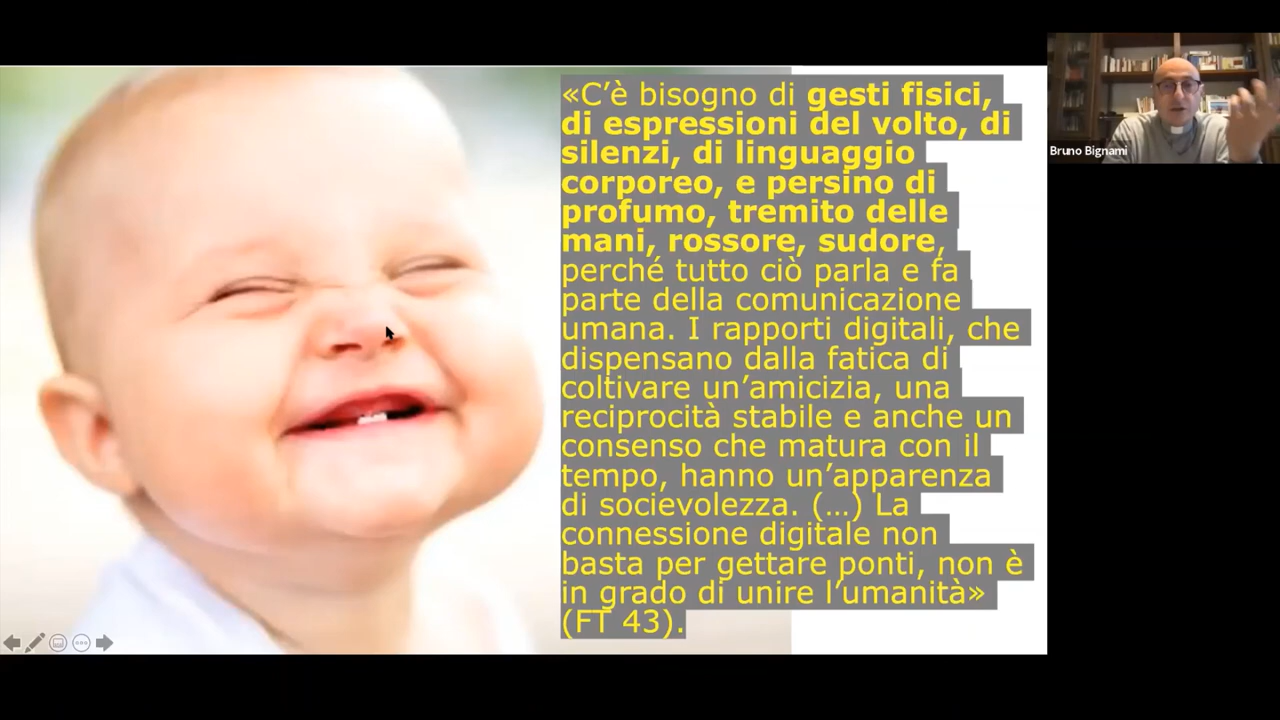 «C’è bisogno di gesti fisici,
di espressioni del volto, di
silenzi, di linguaggio
corporeo, e persino di
profumo, tremito delle
mani, rossore, sudore,
perché tutto ciò parla e fa
parte della comunicazione
umana. I rapporti digitali, che
dispensano dalla fatica di
coltivare un’amicizia, una
reciprocità stabile e anche un
consenso che matura con il
tempo, hanno un’apparenza
di socievolezza. (…) La
connessione digitale non
basta per gettare ponti, non è
in grado di unire l’umanità»
(FT 43).
Bruno Bignami